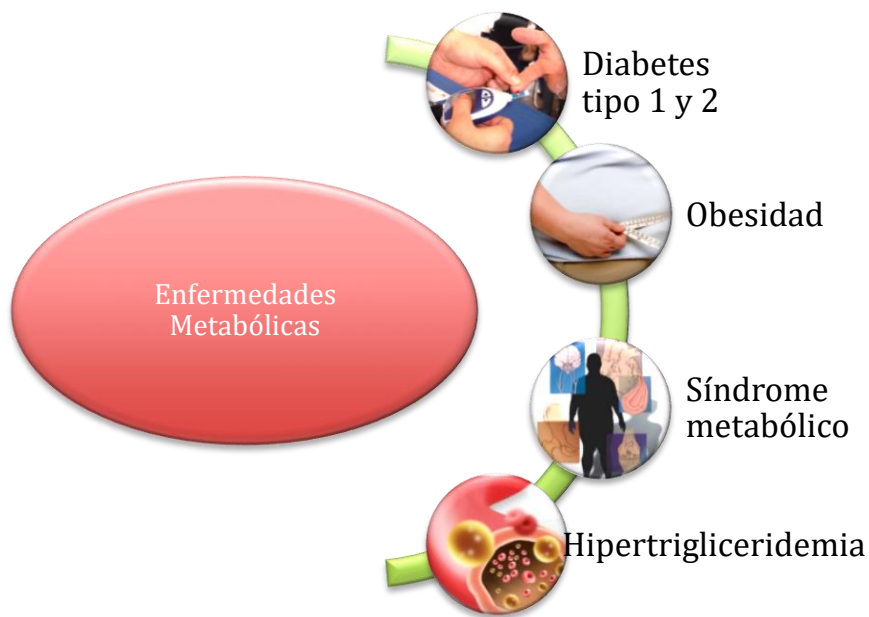 Diabetes
tipo 1 y 2
Obesidad
Enfermedades
Metabólicas
Síndrome
metabólico
Hipertrigliceridemia